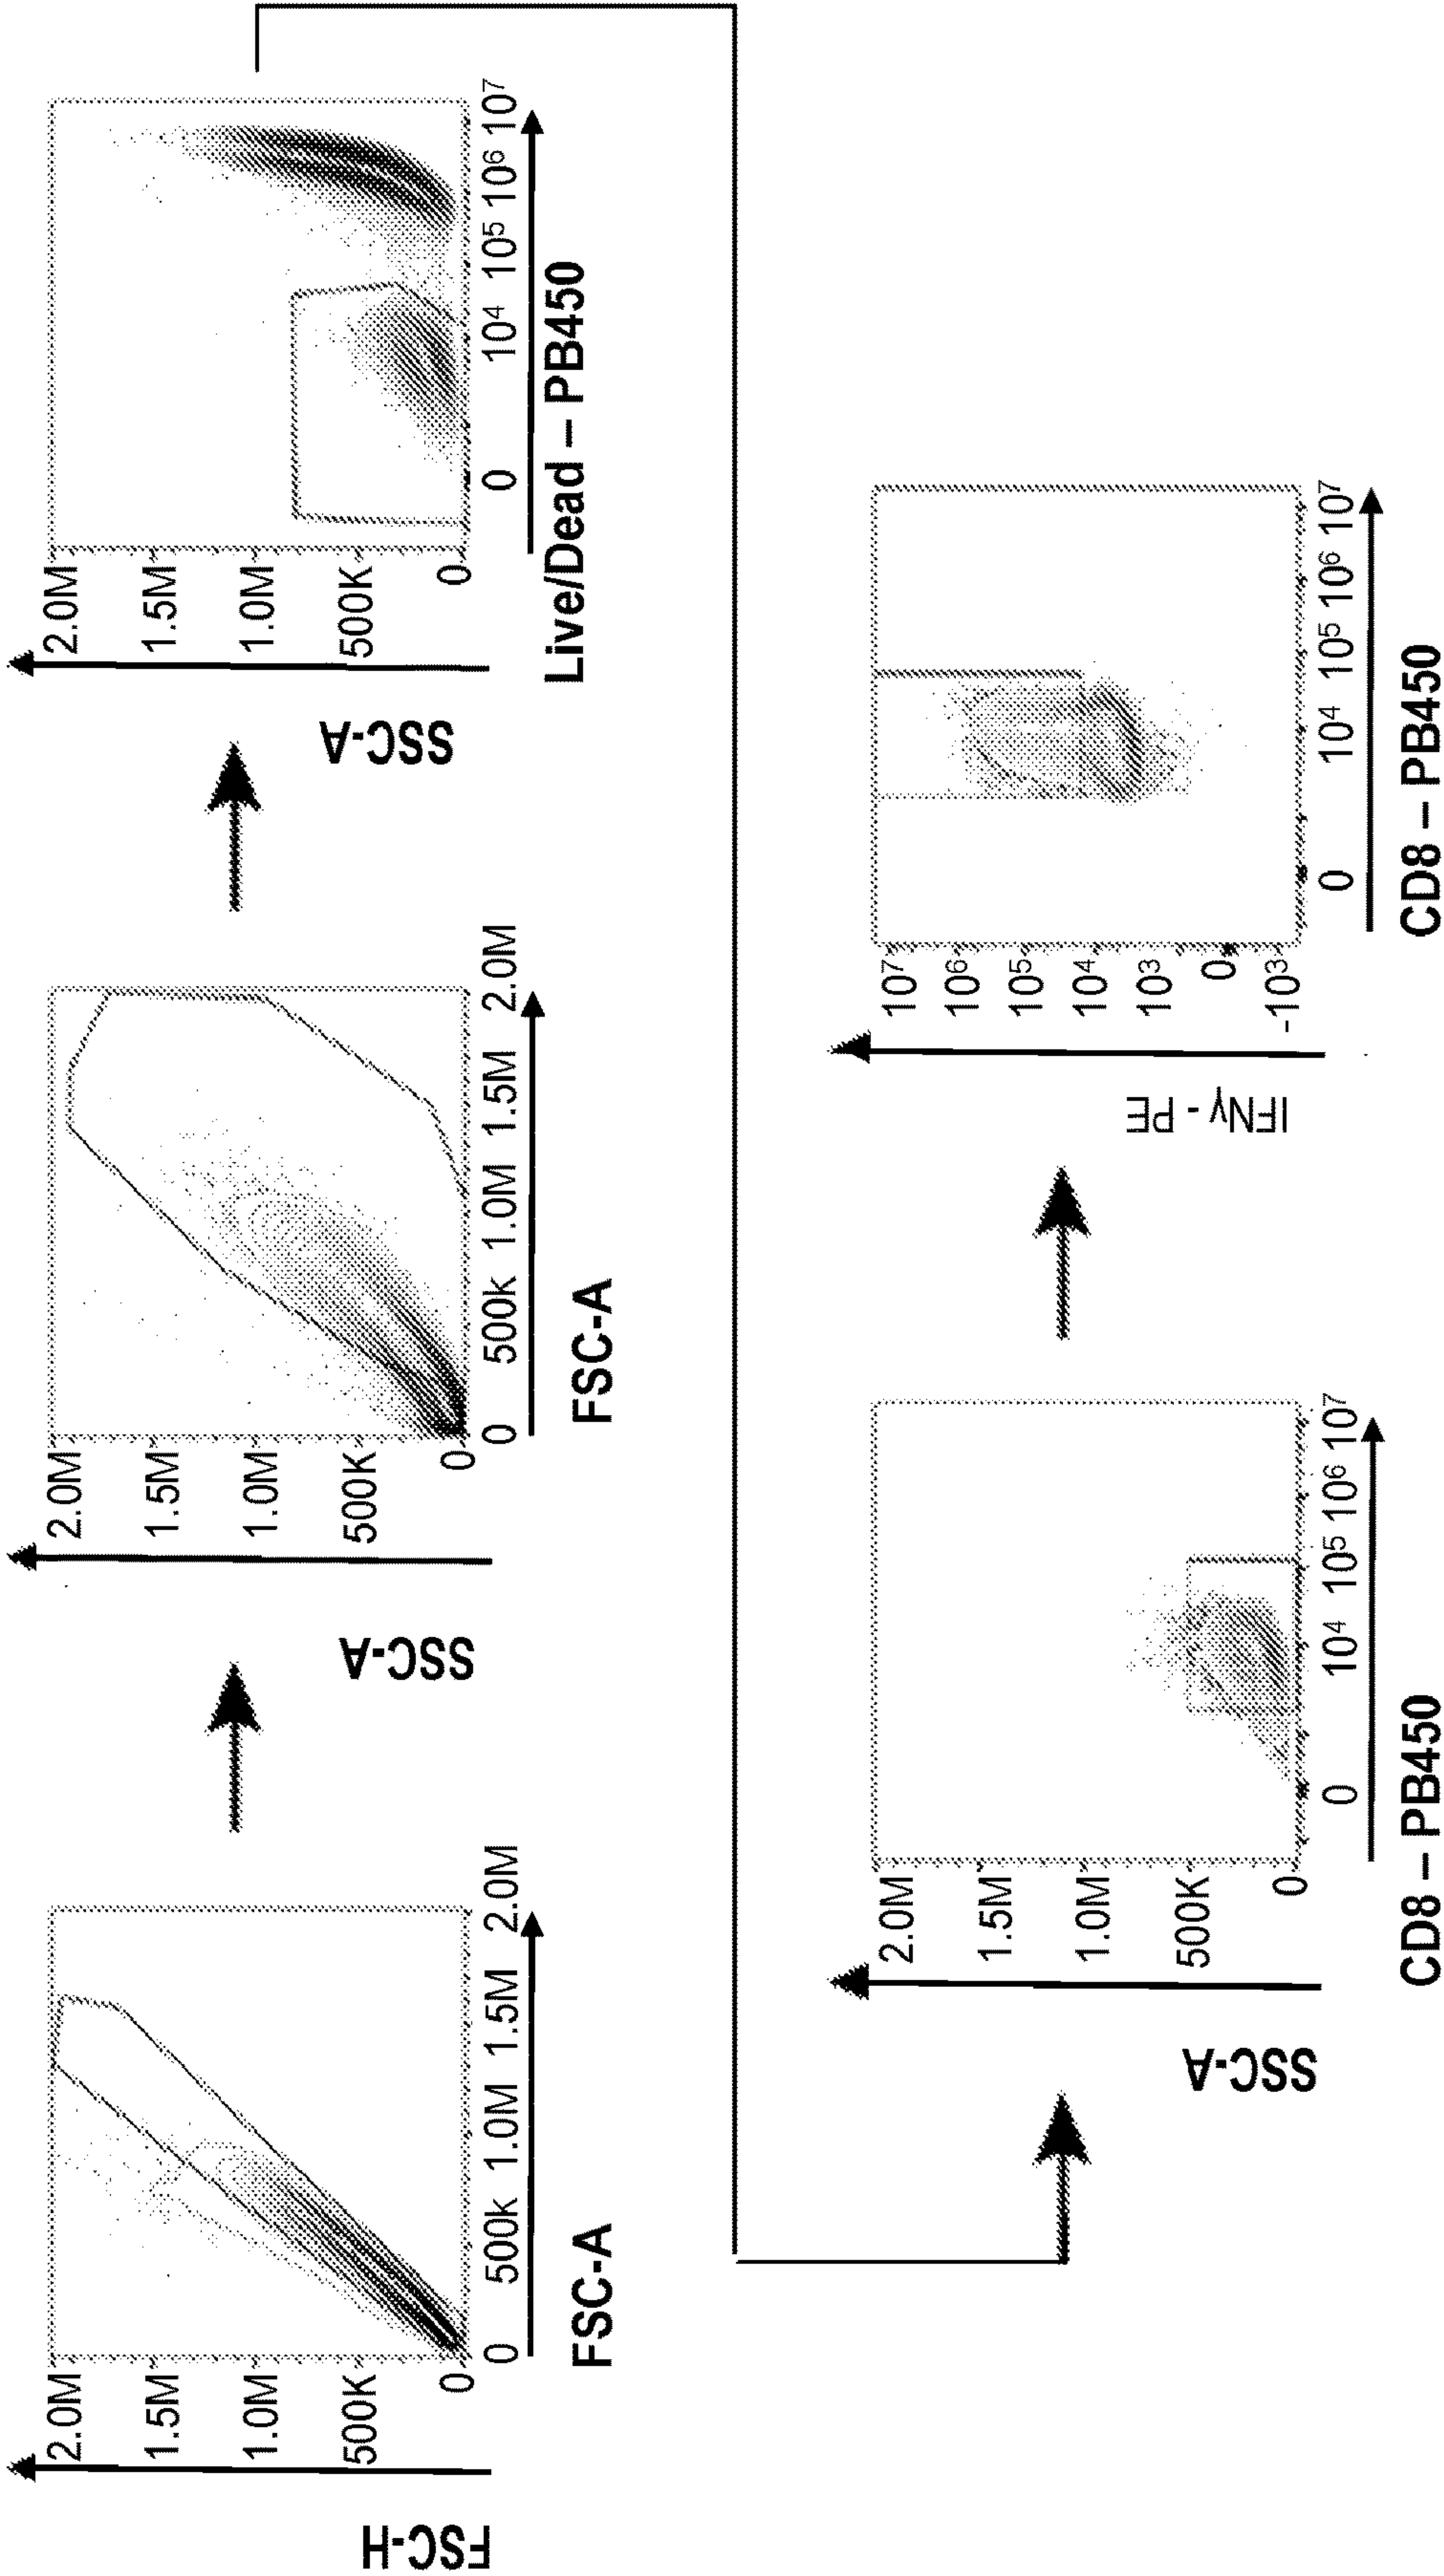 FSC-H
2.0M
1.5M
1.0M
500K
0
0 500k 1.0M 1.5M 2.0M
FSC-A
SSC-A
2.0M
1.5M
1.0M
500K
0
0 500k 1.0M 1.5M 2.0M
FSC-A
SSC-A
2.0M
1.5M
1.0M
500K
0
0 10⁴ 10⁵ 10⁶ 10⁷
Live/Dead – PB450
SSC-A
2.0M
1.5M
1.0M
500K
0
0 10⁴ 10⁵ 10⁶ 10⁷
CD8 – PB450
IFNγ - PE
10⁷
10⁶
10⁵
10⁴
10³
0
-10³
0 10⁴ 10⁵ 10⁶ 10⁷
CD8 – PB450